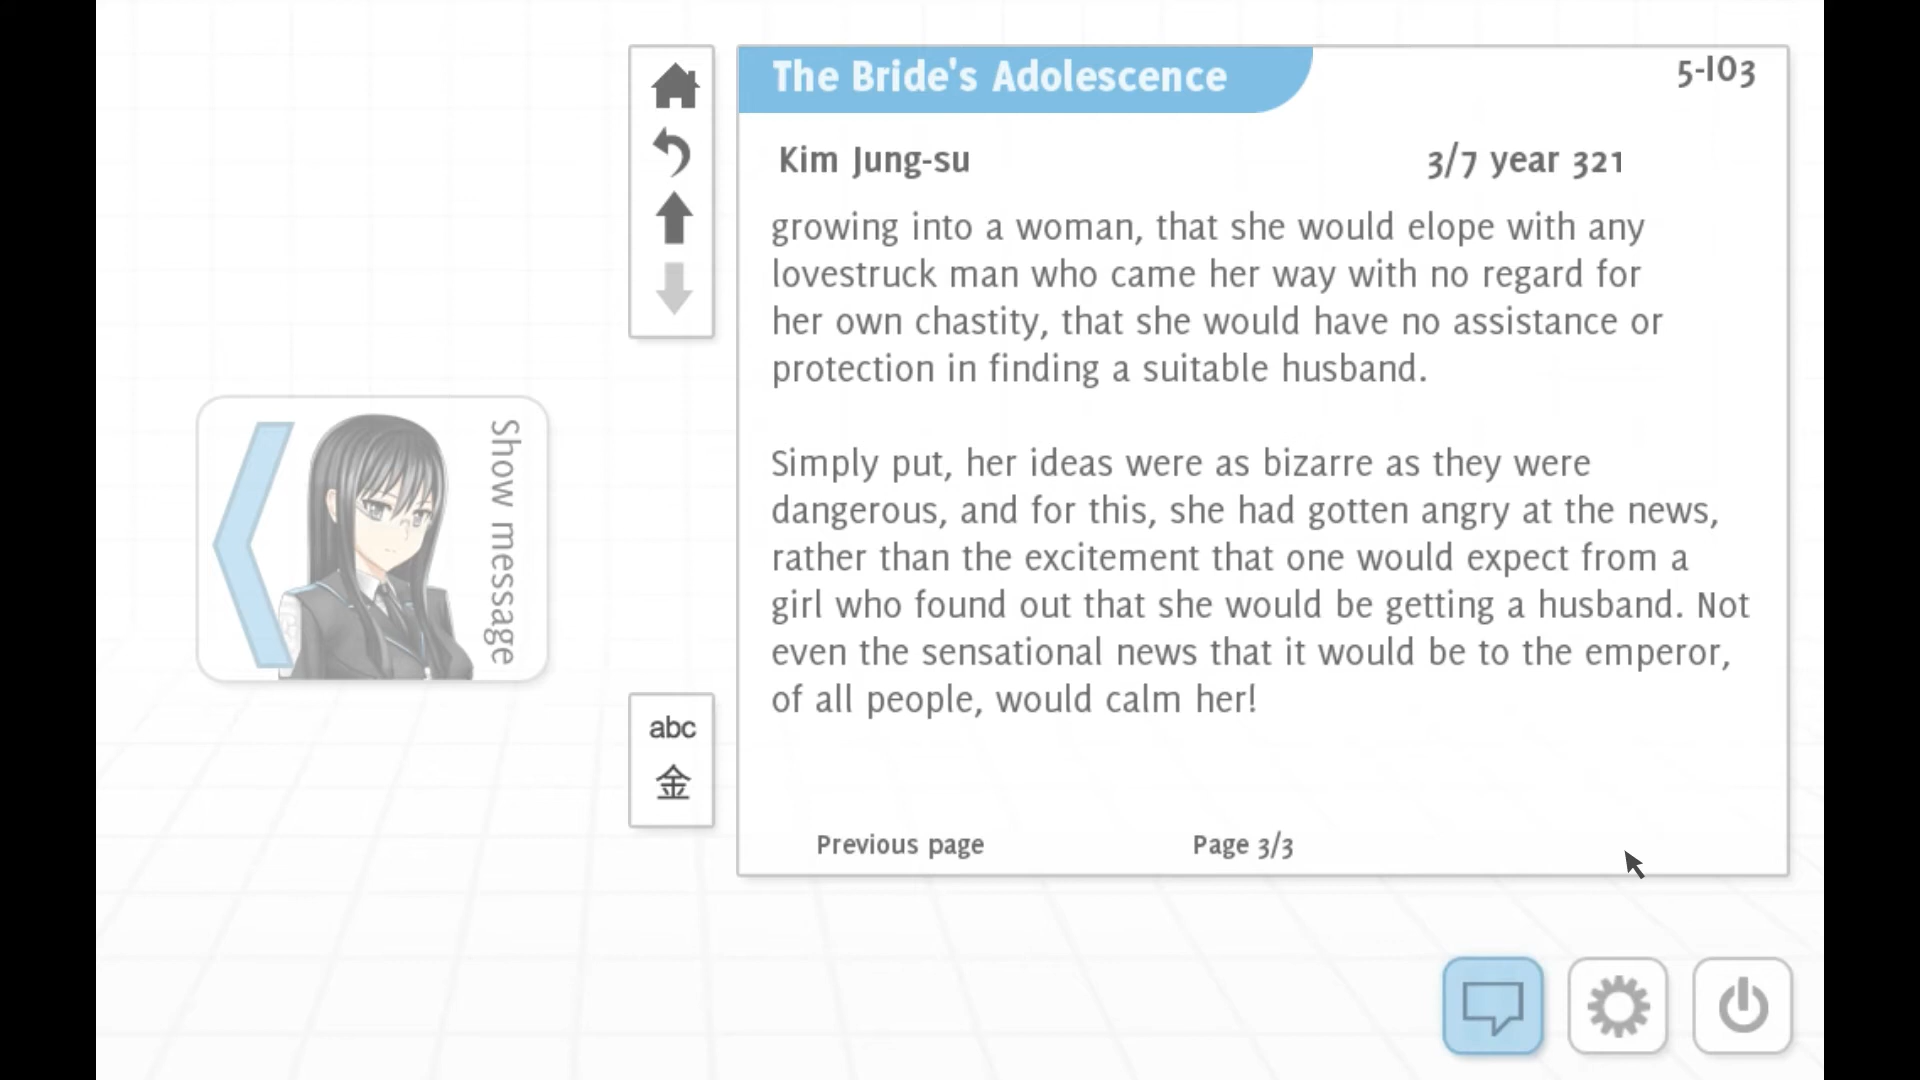 The Bride's Adolescence
5-103
Kim Jung-su
3/7 year 321
growing into a woman, that she would elope with any
lovestruck man who came her way with no regard for
her own chastity, that she would have no assistance or
protection in finding a suitable husband.
Simply put, her ideas were as bizarre as they were
dangerous, and for this, she had gotten angry at the news,
rather than the excitement that one would expect from a
girl who found out that she would be getting a husband. Not
even the sensational news that it would be to the emperor,
of all people, would calm her!
Previous page
Page 3/3
Show message
abc
金